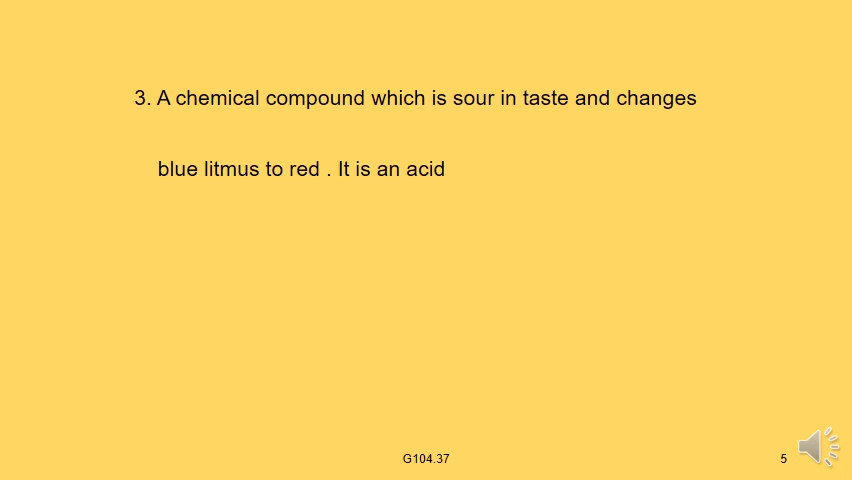 3. A chemical compound which is sour in taste and changes
blue litmus to red . It is an acid
G104.37
5